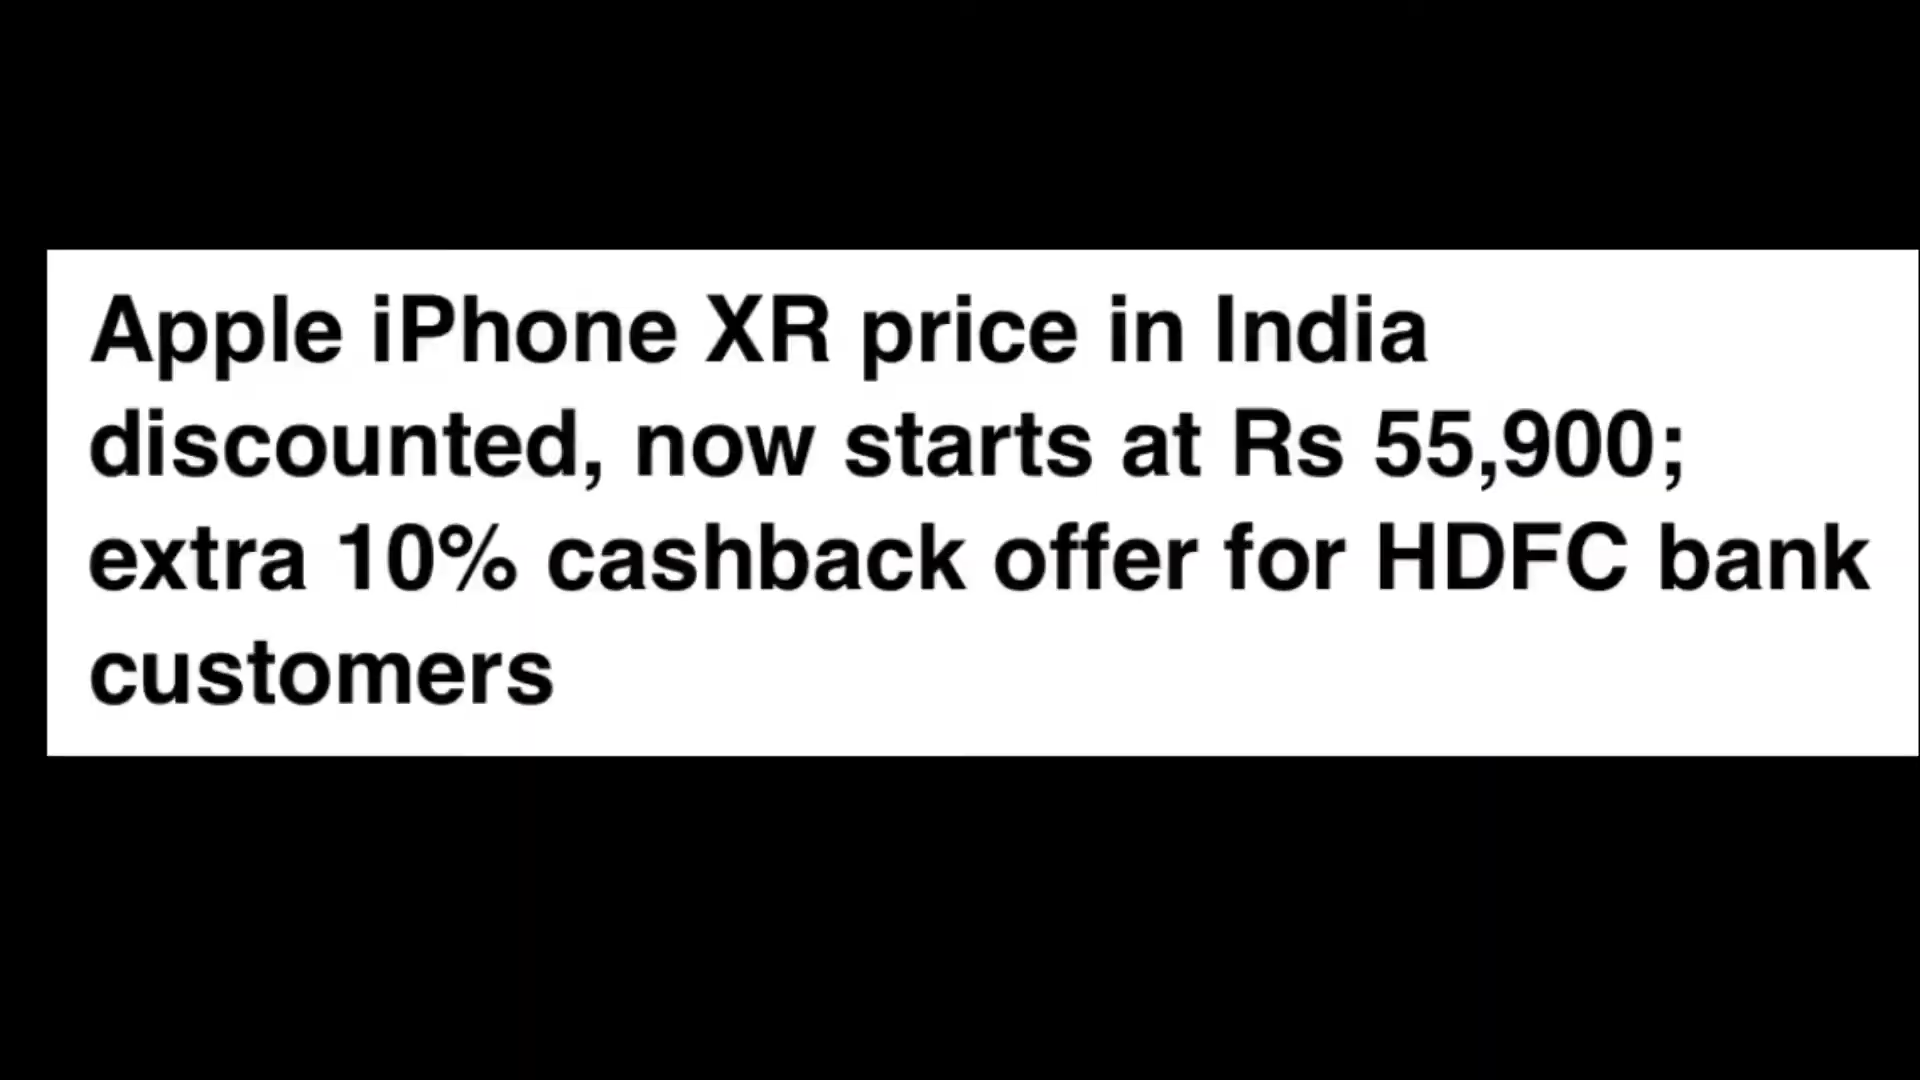 Apple iPhone XR price in India
discounted, now starts at Rs 55,900;
extra 10% cashback offer for HDFC bank
customers